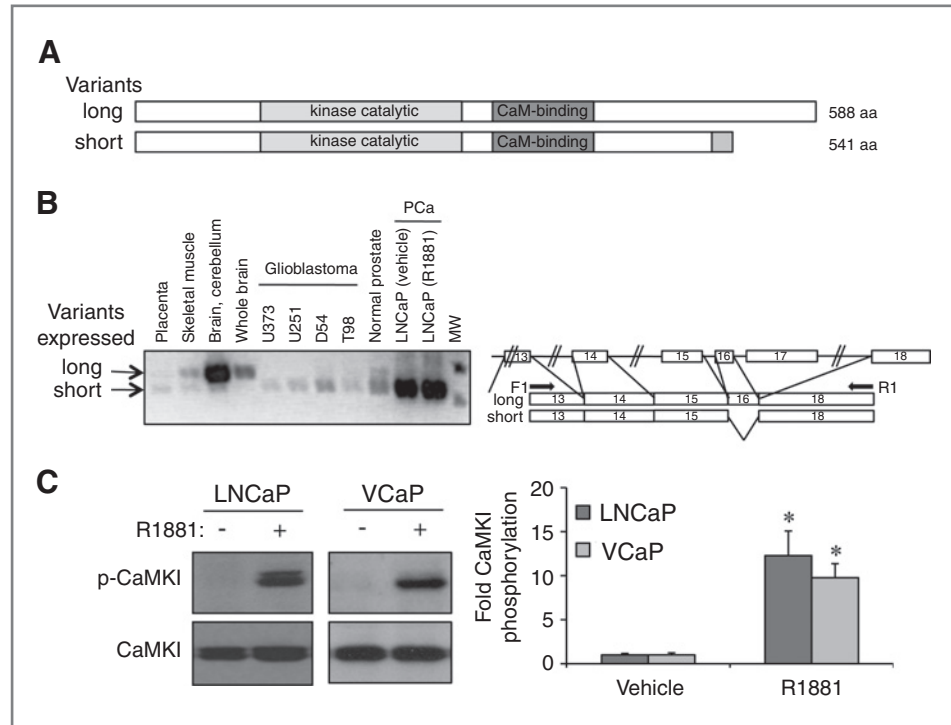 A
Variants
long
kinase catalytic
CaM-binding
588 aa
short
kinase catalytic
CaM-binding
541 aa
B
Variants
expressed
Placenta
Skeletal muscle
Brain, cerebellum
Whole brain
Glioblastoma
U373
U251
D54
T98
Normal prostate
PCa
LNCaP (vehicle)
LNCaP (R1881)
MW
long
short
13
14
15
16
17
18
F1
R1
long
13
14
15
16
18
short
13
14
15
18
C
LNCaP
VCaP
R1881:
-
+
-
+
p-CaMKI
CaMKI
Fold CaMKI
phosphorylation
20
15
10
5
0
LNCaP
VCaP
*
*
Vehicle
R1881